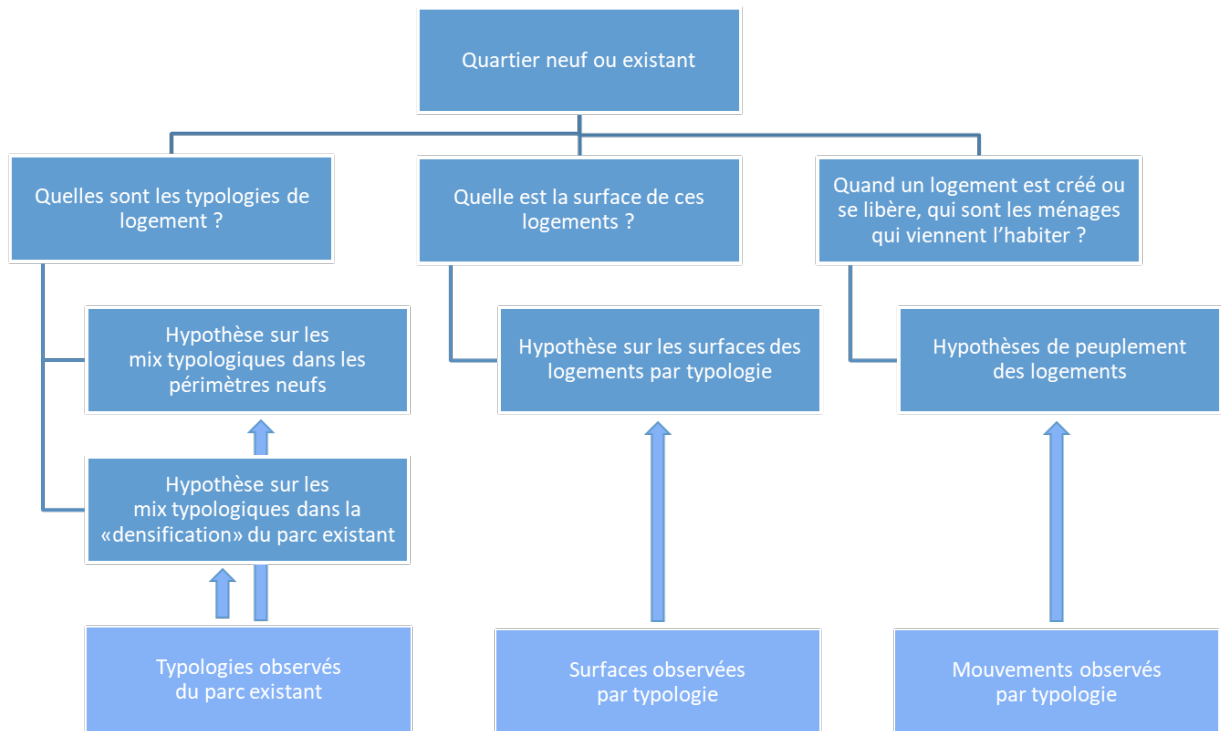 Quartier neuf ou existant
Quelles sont les typologies de
logement ?
Quelle est la surface de ces
logements ?
Quand un logement est créé ou
se libère, qui sont les ménages
qui viennent l’habiter ?
Hypothèse sur les
mix typologiques dans les
périmètres neufs
Hypothèse sur les surfaces des
logements par typologie
Hypothèses de peuplement
des logements
Hypothèse sur les
mix typologiques dans la
«densification» du parc existant
Typologies observés
du parc existant
Surfaces observées
par typologie
Mouvements observés
par typologie